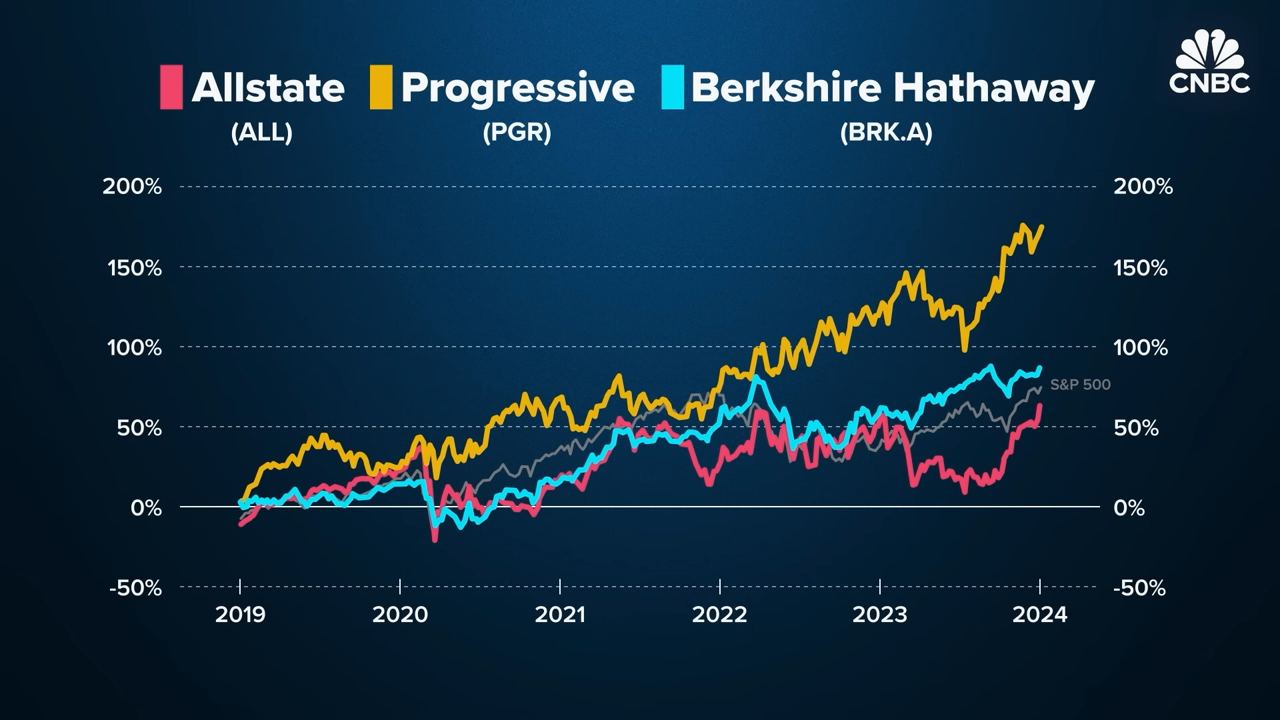 CNBC
Allstate Progressive Berkshire Hathaway
(ALL) (PGR) (BRK.A)
200% 200%
150% 150%
100% 100%
S&P 500
50% 50%
0% 0%
-50% -50%
2019 2020 2021 2022 2023 2024